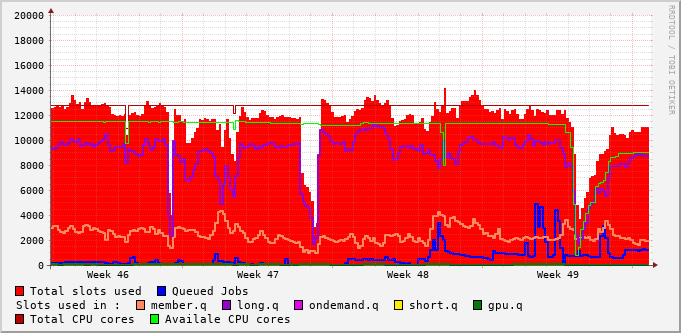 RRDTOOL / TOBI OETIKER
20000
18000
16000
14000
12000
10000
8000
6000
4000
2000
0
Week 46 Week 47 Week 48 Week 49
Total slots used Queued Jobs
Slots used in : member.q long.q ondemand.q short.q gpu.q
Total CPU cores Availale CPU cores